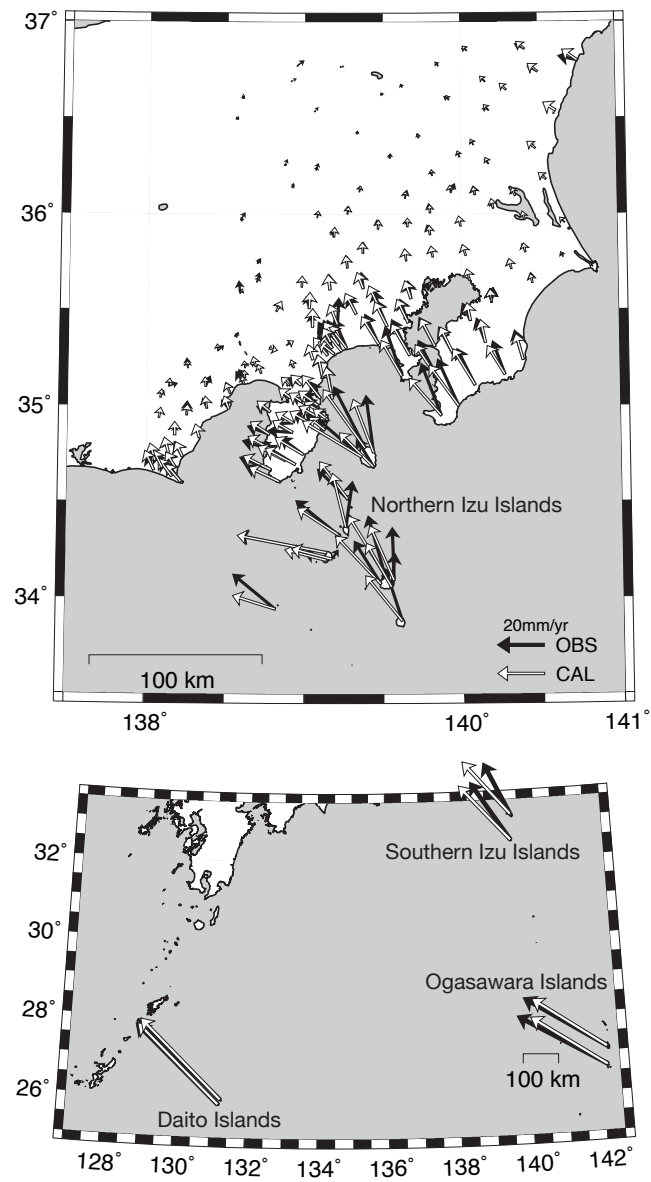 37°
36°
35°
Northern Izu Islands
34°
20mm/yr
OBS
100 km
CAL
138°
140°
141°
32°
Southern Izu Islands
30°
Ogasawara Islands
28°
26°
100 km
Daito Islands
128° 130° 132° 134° 136° 138° 140° 142°